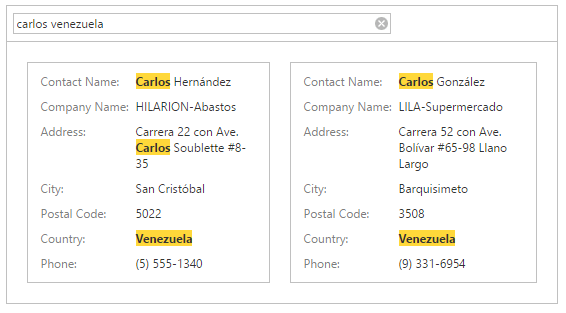 carlos venezuela
Contact Name: Carlos Hernández
Company Name: HILARION-Abastos
Address: Carrera 22 con Ave.
Carlos Soublette #8-
35
City: San Cristóbal
Postal Code: 5022
Country: Venezuela
Phone: (5) 555-1340
Contact Name: Carlos González
Company Name: LILA-Supermercado
Address: Carrera 52 con Ave.
Bolívar #65-98 Llano
Largo
City: Barquisimeto
Postal Code: 3508
Country: Venezuela
Phone: (9) 331-6954